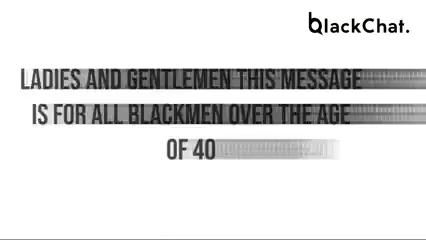 blackChat.
LADIES AND GENTLEMEN THIS MESSAGE
IS FOR ALL BLACKMEN OVER THE AGE
OF 40